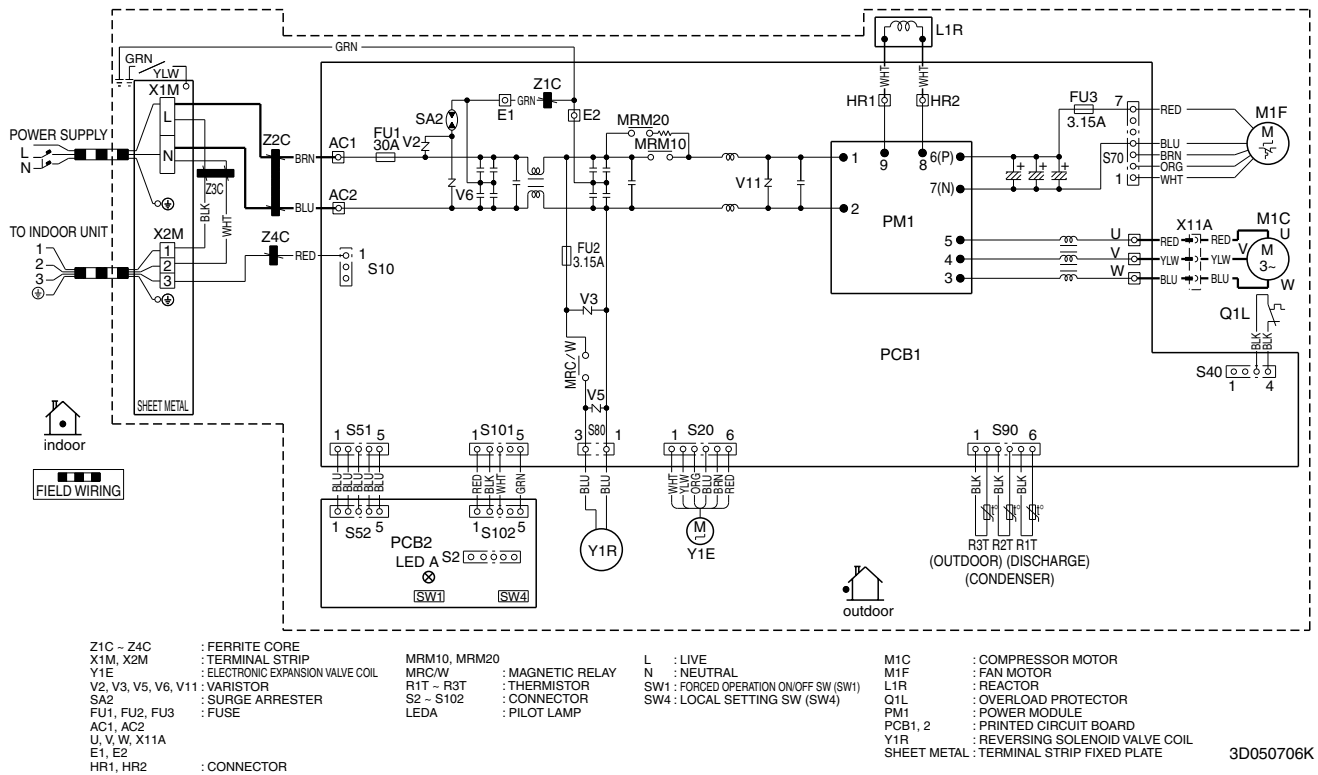 L1R
GRN
GRN
YLW
X1M
WHT
WHT
Z1C
GRN
E1
E2
SA2
HR1
HR2
FU3
3.15A
7
RED
M1F
POWER SUPPLY
L
N
L
N
Z2C
BRN
AC1
FU1
30A
V2
MRM20
MRM10
1
9
8
6(P)
BLU
BRN
ORG
WHT
S70
1
M
Z3C
V6
V11
7(N)
BLU
AC2
2
PM1
BLK
WHT
TO INDOOR UNIT
X2M
Z4C
1
2
3
1
2
3
RED
1
S10
FU2
3.15A
5
4
3
U
V
W
X11A
M1C
RED
RED
U
YLW
YLW
V
BLU
BLU
W
M
3~
V3
Q1L
BLK
BLK
PCB1
MRC/W
S40
1
4
V5
SHEET METAL
indoor
FIELD WIRING
1 S51 5
1 S101 5
3 S80 1
1 S20 6
1 S90 6
BLU
BLU
BLU
BLU
BLU
RED
BLK
WHT
GRN
BLU
BLU
WHT
YLW
ORG
BLU
BRN
RED
BLK
BLK
BLK
1 S52 5
1 S102 5
PCB2
LED A
S2
SW1
SW4
Y1R
M
Y1E
t°
t°
t°
R3T R2T R1T
(OUTDOOR) (DISCHARGE)
(CONDENSER)
outdoor
Z1C ~ Z4C : FERRITE CORE
X1M, X2M : TERMINAL STRIP
Y1E : ELECTRONIC EXPANSION VALVE COIL
V2, V3, V5, V6, V11 : VARISTOR
SA2 : SURGE ARRESTER
FU1, FU2, FU3 : FUSE
AC1, AC2
U, V, W, X11A
E1, E2
HR1, HR2 : CONNECTOR
MRM10, MRM20
MRC/W : MAGNETIC RELAY
R1T ~ R3T : THERMISTOR
S2 ~ S102 : CONNECTOR
LEDA : PILOT LAMP
L : LIVE
N : NEUTRAL
SW1 : FORCED OPERATION ON/OFF SW (SW1)
SW4 : LOCAL SETTING SW (SW4)
M1C : COMPRESSOR MOTOR
M1F : FAN MOTOR
L1R : REACTOR
Q1L : OVERLOAD PROTECTOR
PM1 : POWER MODULE
PCB1, 2 : PRINTED CIRCUIT BOARD
Y1R : REVERSING SOLENOID VALVE COIL
SHEET METAL : TERMINAL STRIP FIXED PLATE
3D050706K